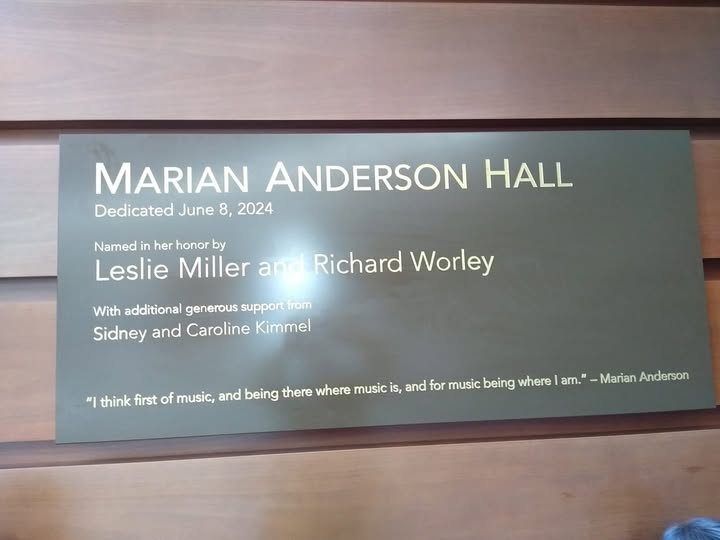 MARIAN ANDERSON HALL
Dedicated June 8, 2024
Named in her honor by
Leslie Miller and Richard Worley
With additional generous support from
Sidney and Caroline Kimmel
"I think first of music, and being there where music is, and for music being where I am." – Marian Anderson